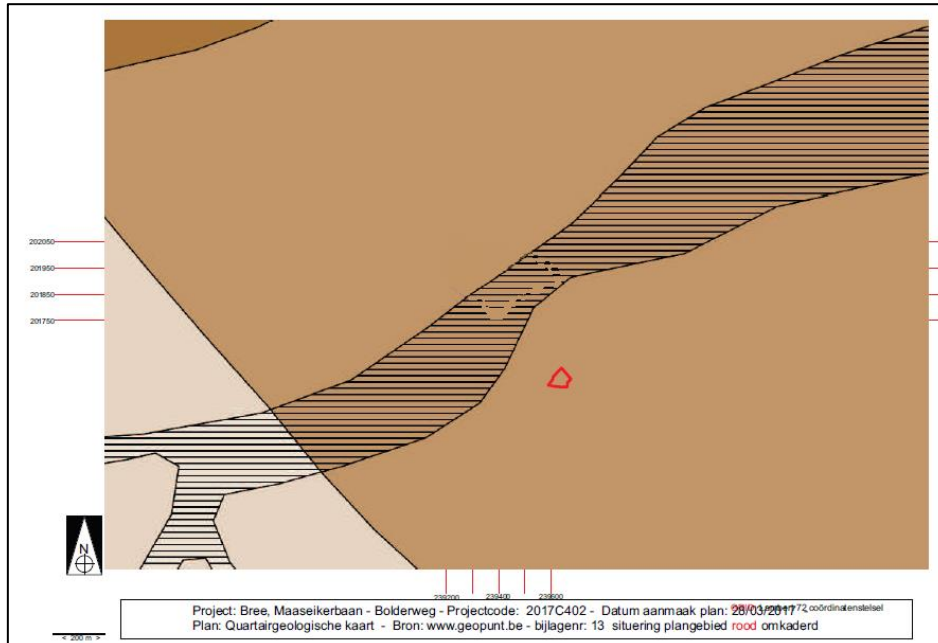 202050
201950
201850
201750
N
239200
239400
239600
< 200 m >
Project: Bree, Maaseikerbaan - Bolderweg - Projectcode: 2017C402 - Datum aanmaak plan: 28/03/2017 72 coördinatenstelsel
Plan: Quartairgeologische kaart - Bron: www.geopunt.be - bijlagenr: 13 situering plangebied rood omkaderd